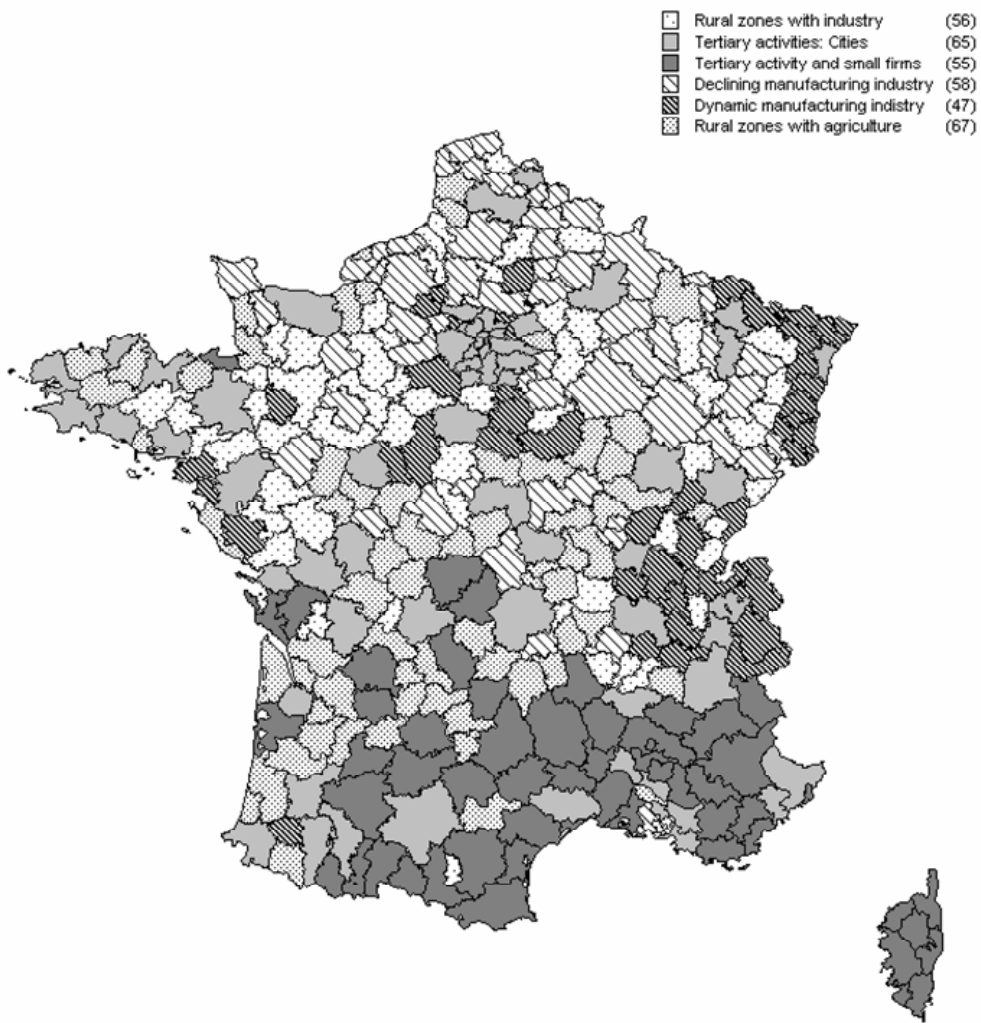 Rural zones with industry (56)
Tertiary activities: Cities (65)
Tertiary activity and small firms (55)
Declining manufacturing industry (58)
Dynamic manufacturing indistry (47)
Rural zones with agriculture (67)